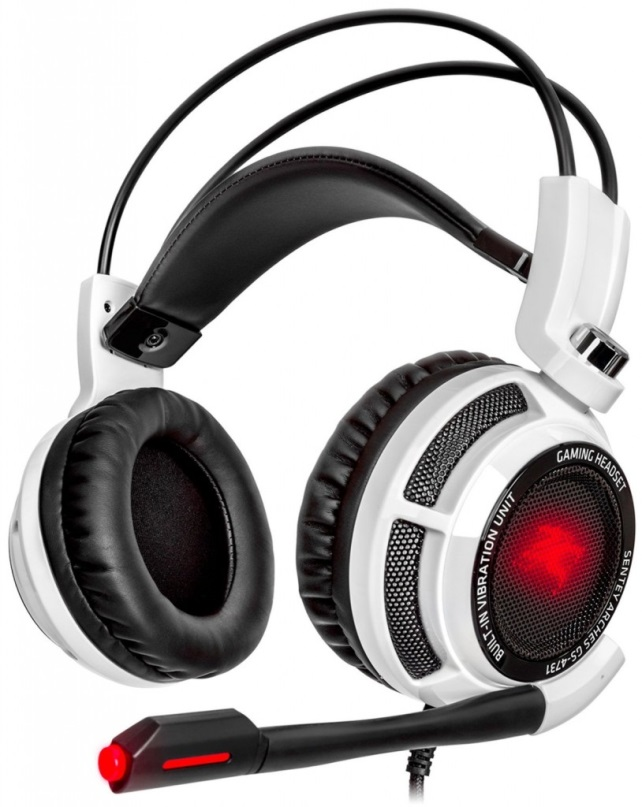 GAMING HEADSET
BUILT-IN VIBRATION UNIT
SENTEY ARCHES GS-4731